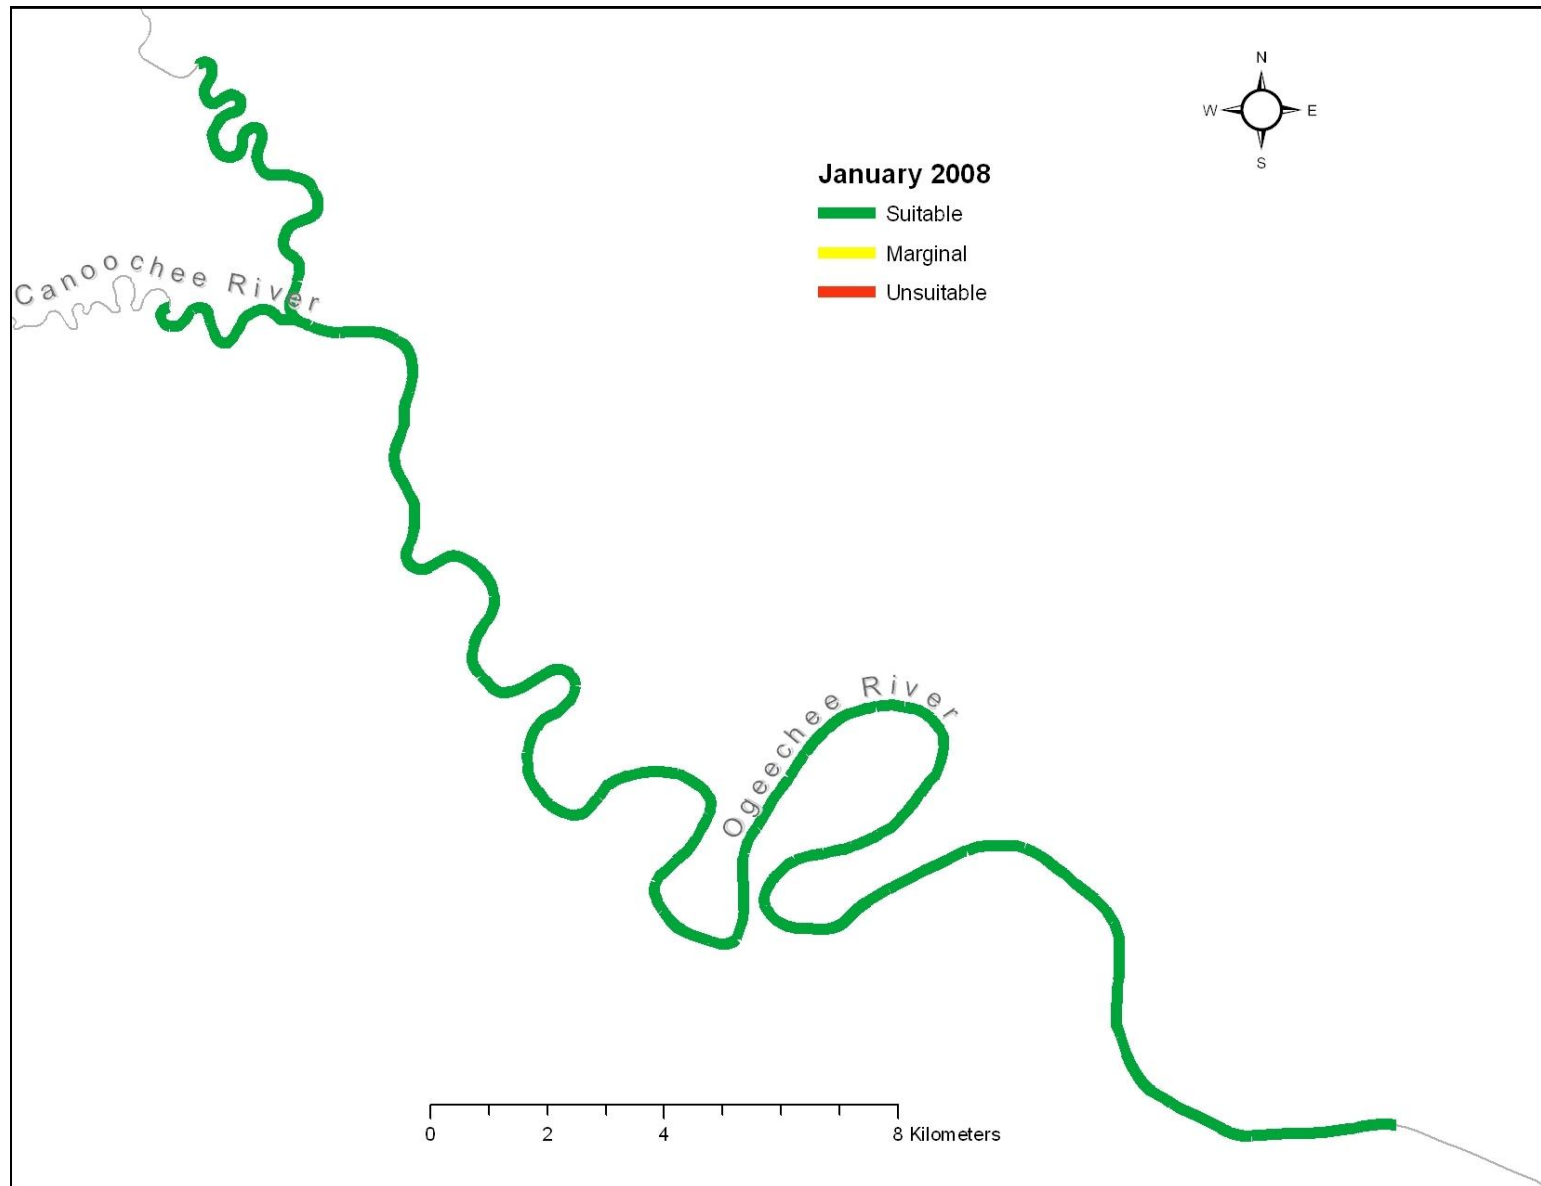 N
W E
S
January 2008
Suitable
Marginal
Unsuitable
Canoochee River
Ogeechee River
0 2 4 8 Kilometers